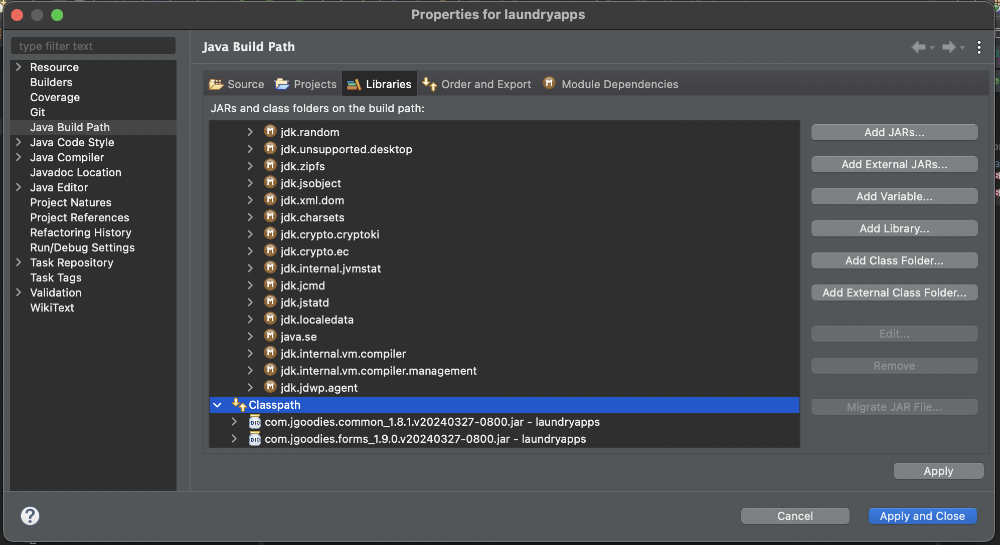 Properties for laundryapps
type filter text
Resource
Builders
Coverage
Git
Java Build Path
Java Code Style
Java Compiler
Javadoc Location
Java Editor
Project Natures
Project References
Refactoring History
Run/Debug Settings
Task Repository
Task Tags
Validation
WikiText
Java Build Path
Source
Projects
Libraries
Order and Export
M Module Dependencies
JARs and class folders on the build path:
M jdk.random
M jdk.unsupported.desktop
M jdk.zipfs
M jdk.jsobject
M jdk.xml.dom
M jdk.charsets
M jdk.crypto.cryptoki
M jdk.crypto.ec
M jdk.internal.jvmstat
M jdk.jcmd
M jdk.jstatd
M jdk.localedata
M java.se
M jdk.internal.vm.compiler
M jdk.internal.vm.compiler.management
M jdk.jdwp.agent
Classpath
010 com.jgoodies.common_1.8.1.v20240327-0800.jar - laundryapps
010 com.jgoodies.forms_1.9.0.v20240327-0800.jar - laundryapps
Add JARs...
Add External JARs...
Add Variable...
Add Library...
Add Class Folder...
Add External Class Folder...
Edit...
Remove
Migrate JAR File...
Apply
?
Cancel
Apply and Close